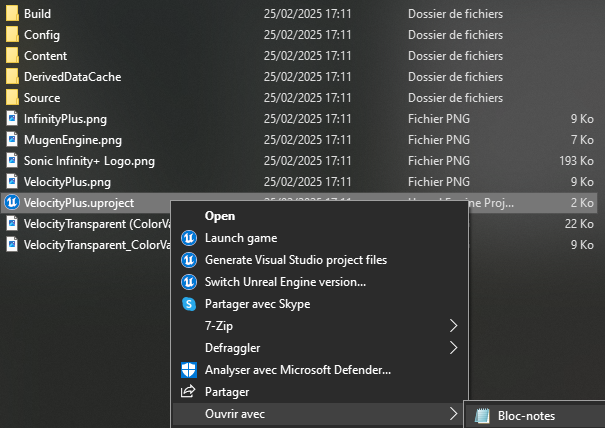 Build 25/02/2025 17:11 Dossier de fichiers
Config 25/02/2025 17:11 Dossier de fichiers
Content 25/02/2025 17:11 Dossier de fichiers
DerivedDataCache 25/02/2025 17:11 Dossier de fichiers
Source 25/02/2025 17:11 Dossier de fichiers
InfinityPlus.png 25/02/2025 17:11 Fichier PNG 9 Ko
MugenEngine.png 25/02/2025 17:11 Fichier PNG 7 Ko
Sonic Infinity+ Logo.png 25/02/2025 17:11 Fichier PNG 193 Ko
VelocityPlus.png 25/02/2025 17:11 Fichier PNG 9 Ko
VelocityPlus.uproject 2 Ko
VelocityTransparent (ColorVa 22 Ko
VelocityTransparent_ColorVa 9 Ko
Open
Launch game
Generate Visual Studio project files
Switch Unreal Engine version...
Partager avec Skype
7-Zip
Defraggler
Analyser avec Microsoft Defender...
Partager
Ouvrir avec
Bloc-notes